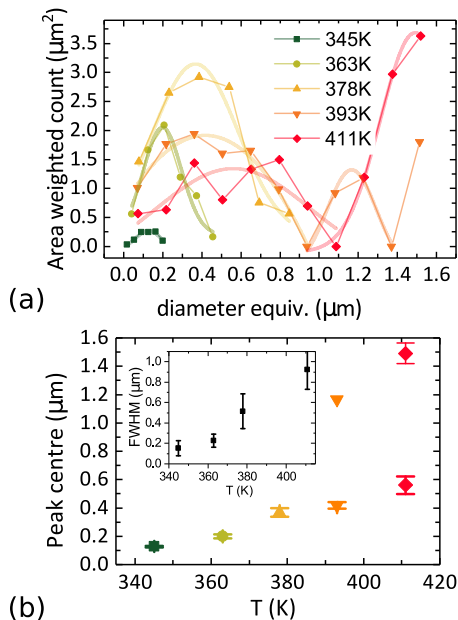 (a)
Area weighted count (µm²)
3.5
3.0
2.5
2.0
1.5
1.0
0.5
0.0
345K
363K
378K
393K
411K
0.0 0.2 0.4 0.6 0.8 1.0 1.2 1.4 1.6
diameter equiv. (µm)
(b)
Peak centre (µm)
1.6
1.4
1.2
1.0
0.8
0.6
0.4
0.2
0.0
FWHM (µm)
1.0
0.8
0.6
0.4
0.2
0.0
340 360 380 400
T (K)
340 360 380 400 420
T (K)